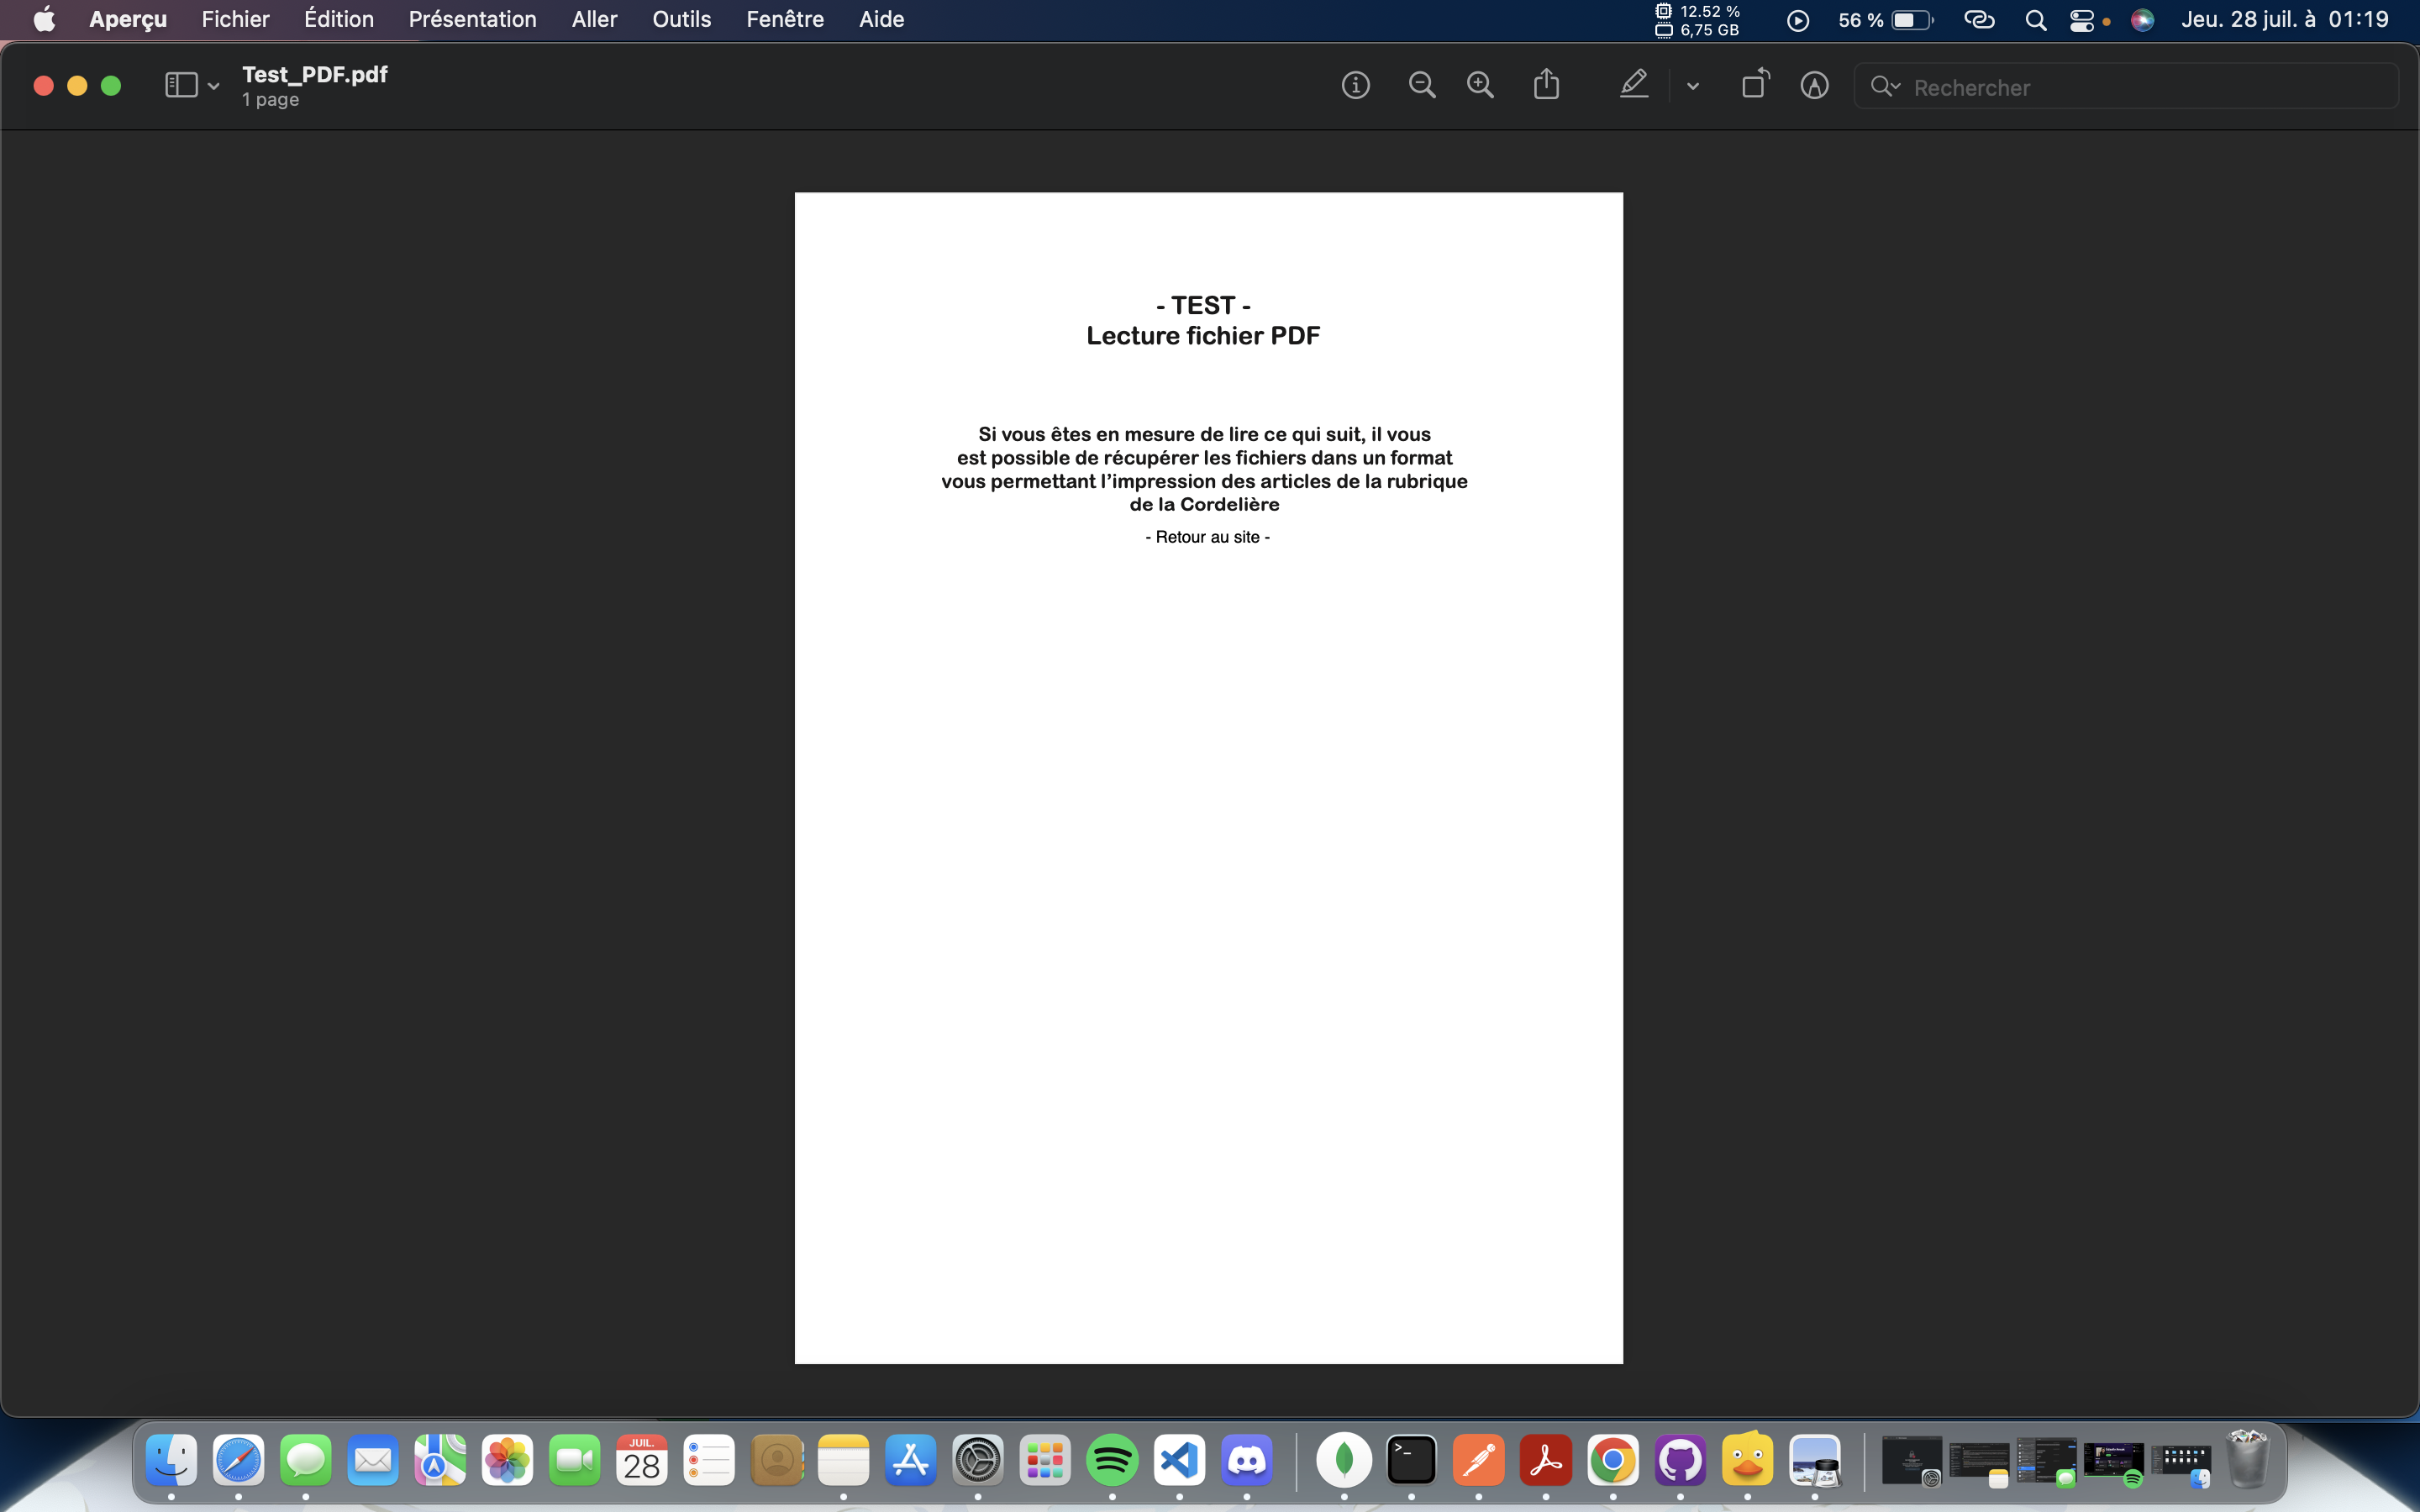 Aperçu Fichier Édition Présentation Aller Outils Fenêtre Aide
12.52 %
6,75 GB
56 %
Jeu. 28 juil. à 01:19
Test_PDF.pdf
1 page
Rechercher
- TEST -
Lecture fichier PDF
Si vous êtes en mesure de lire ce qui suit, il vous
est possible de récupérer les fichiers dans un format
vous permettant l’impression des articles de la rubrique
de la Cordelière
- Retour au site -
JUIL.
28